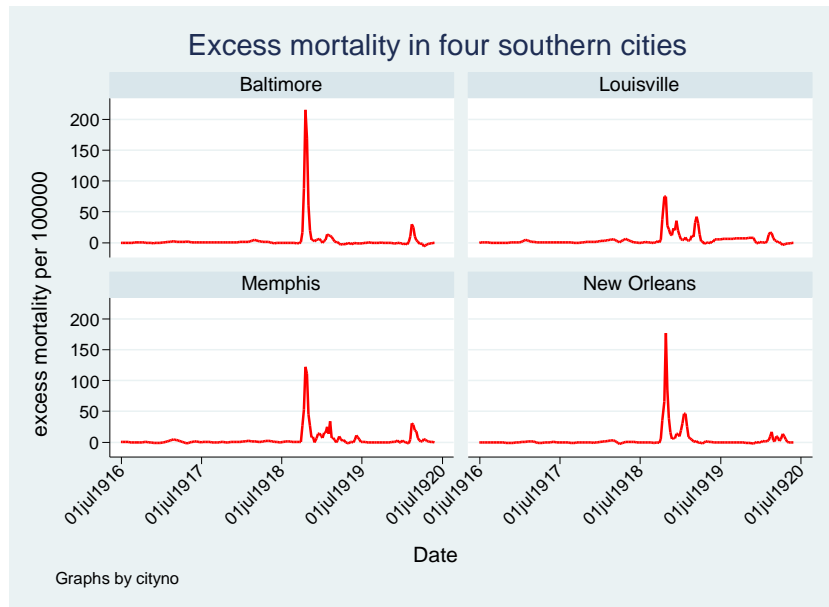 Excess mortality in four southern cities
Baltimore
Louisville
200
150
100
50
0
Memphis
New Orleans
200
150
100
50
0
01jul1916
01jul1917
01jul1918
01jul1919
01jul1920
01jul1916
01jul1917
01jul1918
01jul1919
01jul1920
excess mortality per 100000
Date
Graphs by cityno